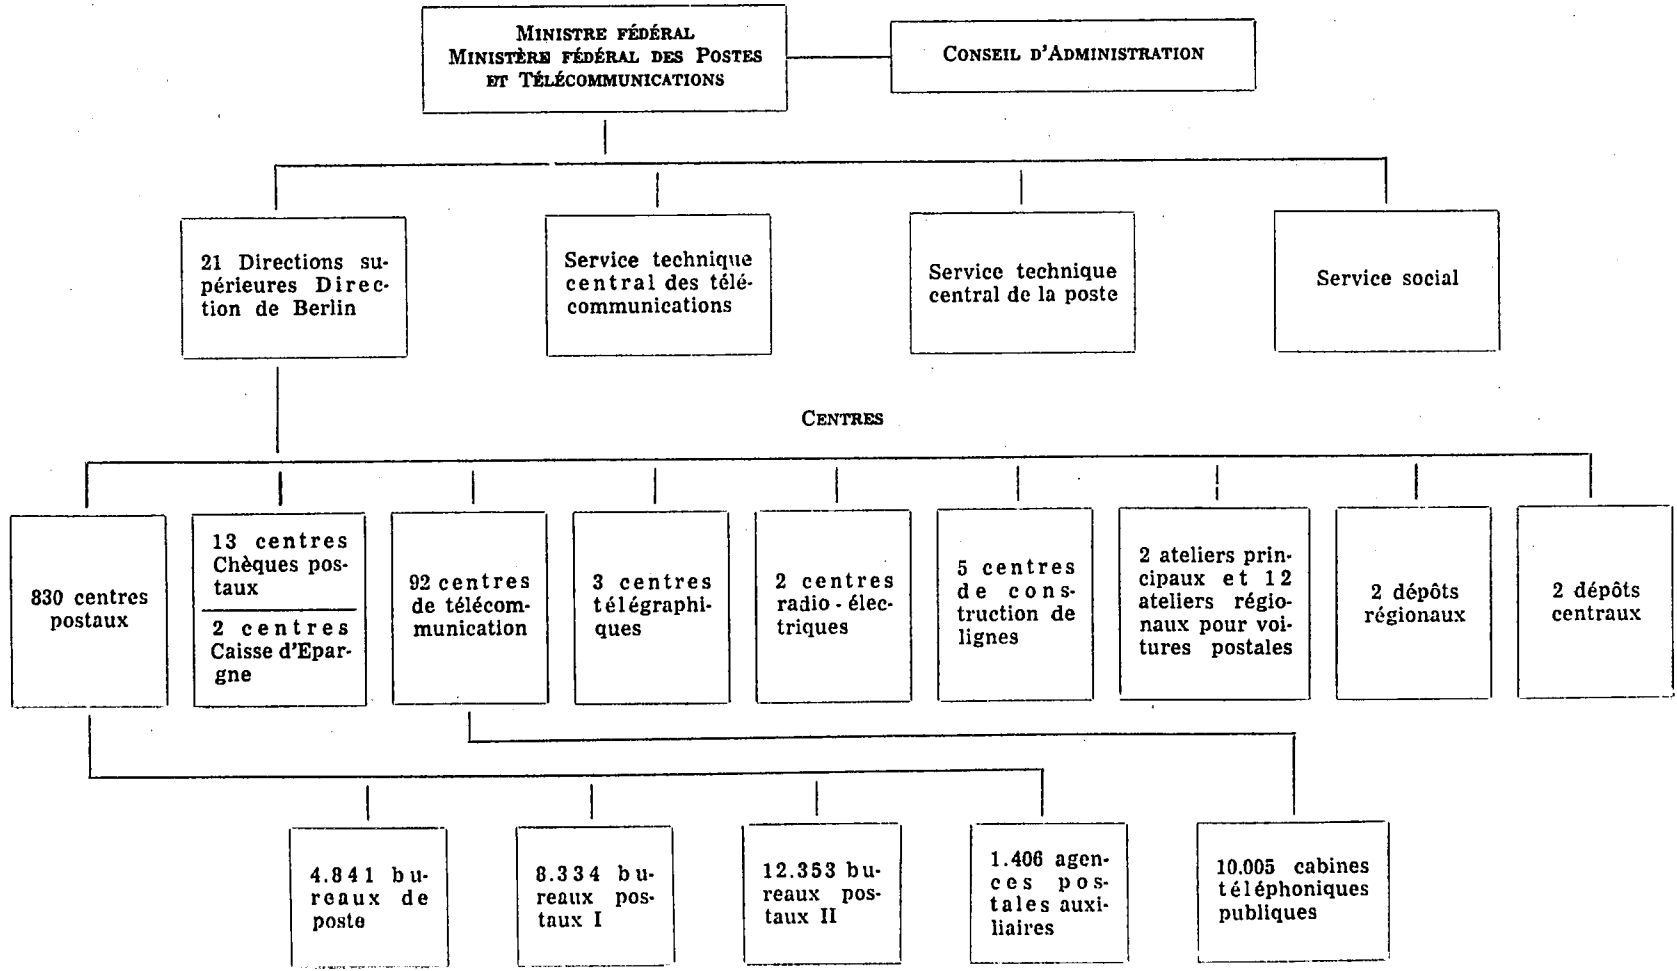 MINISTRE FÉDÉRAL
MINISTÈRE FÉDÉRAL DES POSTES
ET TÉLÉCOMMUNICATIONS
CONSEIL D'ADMINISTRATION
21 Directions su-
périeures Direc-
tion de Berlin
Service technique
central des télé-
communications
Service technique
central de la poste
Service social
CENTRES
830 centres
postaux
13 centres
Chèques pos-
taux
2 centres
Caisse d'Epar-
gne
92 centres
de télécom-
munication
3 centres
télégraphi-
ques
2 centres
radio-élec-
triques
5 centres
de cons-
truction de
lignes
2 ateliers prin-
cipaux et 12
ateliers régio-
naux pour voi-
tures postales
2 dépôts
régionaux
2 dépôts
centraux
4.841 bu-
reaux de
poste
8.334 bu-
reaux pos-
taux I
12.353 bu-
reaux pos-
taux II
1.406 agen-
ces pos-
tales auxi-
liaires
10.005 cabines
téléphoniques
publiques